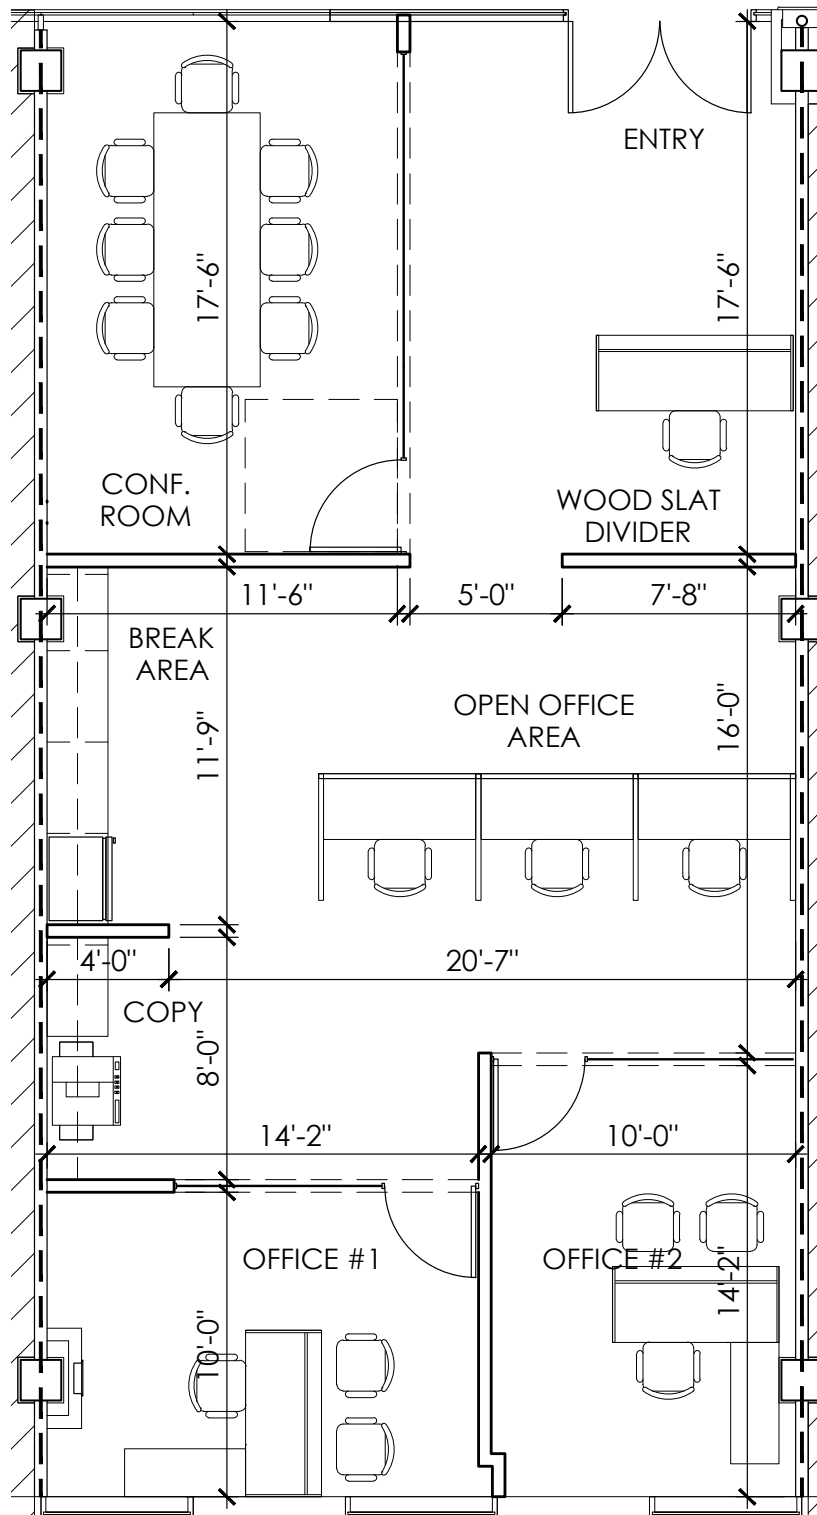 ENTRY
17'-6"
17'-6"
CONF.
ROOM
WOOD SLAT
DIVIDER
11'-6"
5'-0"
7'-8"
BREAK
AREA
OPEN OFFICE
AREA
11'-9"
16'-0"
4'-0"
20'-7"
COPY
8'-0"
14'-2"
10'-0"
OFFICE #1
OFFICE #2
14'-2"
10'-0"